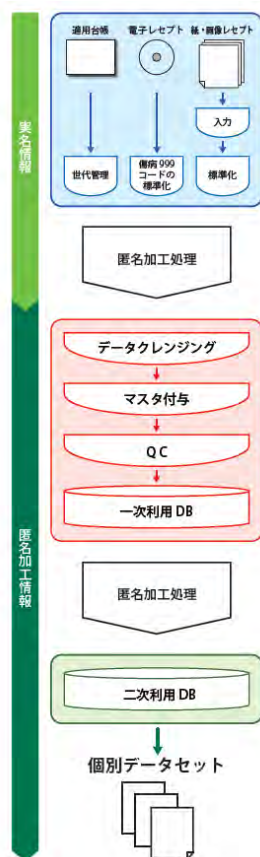 適用台帳
電子レセプト
紙・画像レセプト
入力
世代管理
傷病999
コードの
標準化
標準化
実名情報
匿名加工処理
データクレンジング
マスタ付与
QC
一次利用DB
匿名加工情報
匿名加工処理
二次利用DB
個別データセット